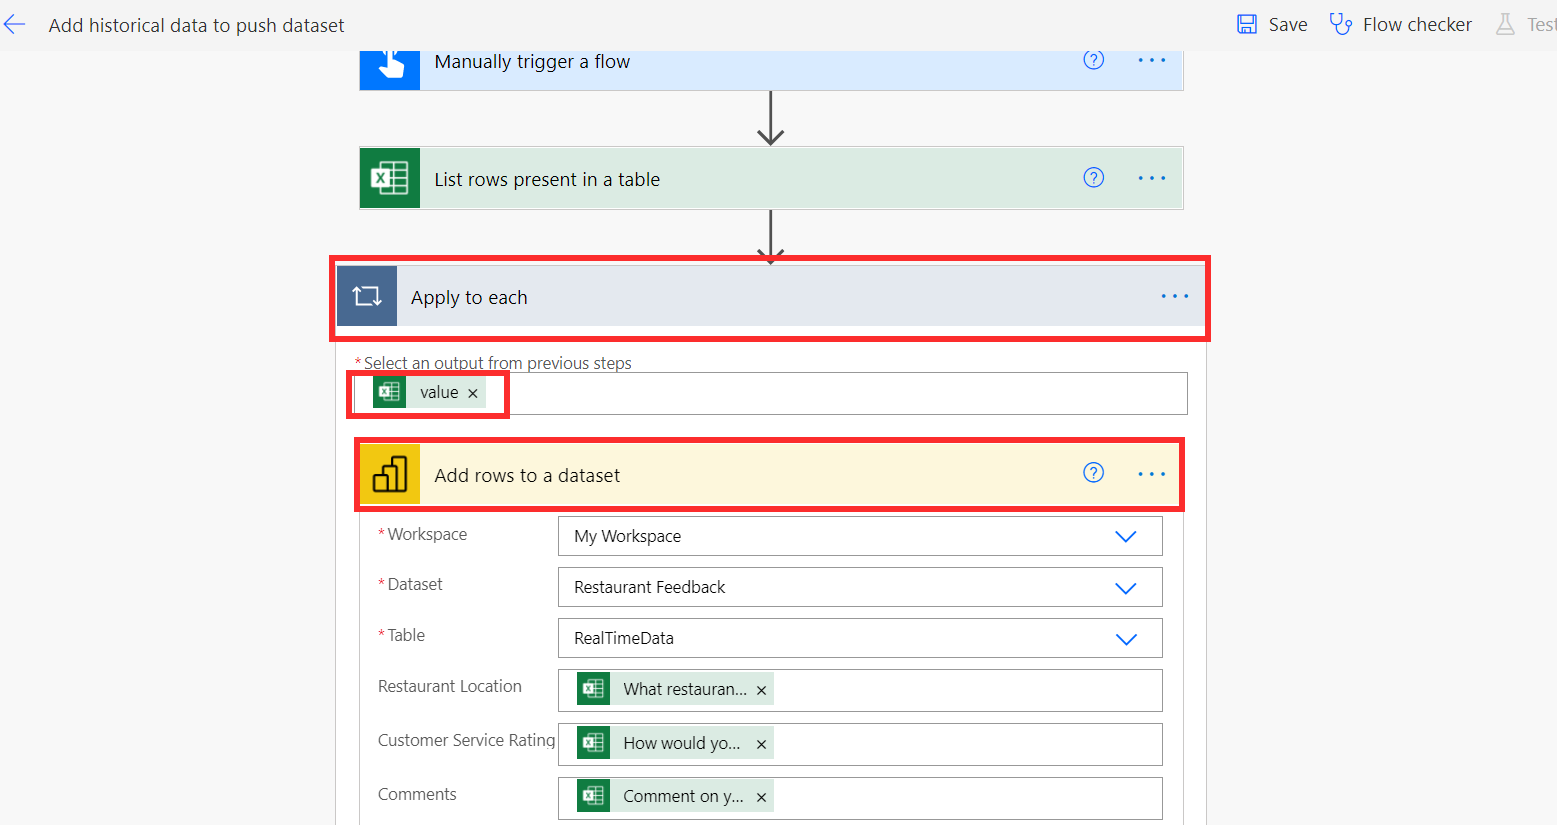 Add historical data to push dataset
Save
Flow checker
Test
Manually trigger a flow
?
List rows present in a table
?
Apply to each
*Select an output from previous steps
value ×
Add rows to a dataset
?
*Workspace
My Workspace
*Dataset
Restaurant Feedback
*Table
RealTimeData
Restaurant Location
What restauran... ×
Customer Service Rating
How would yo... ×
Comments
Comment on y... ×